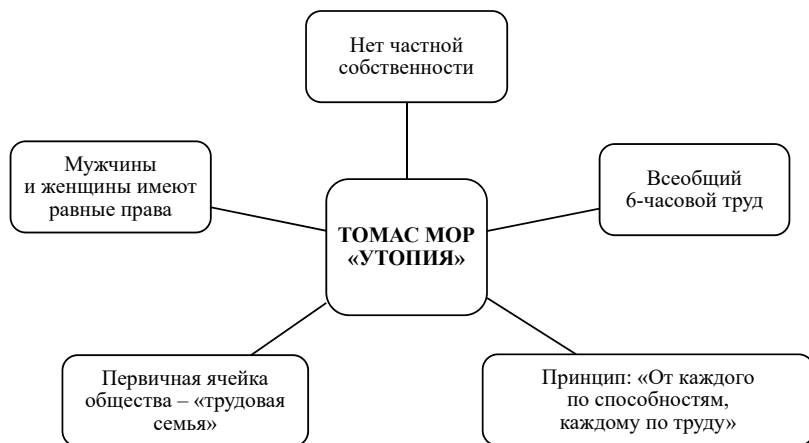 Нет частной
собственности
Мужчины
и женщины имеют
равные права
Всеобщий
6-часовой труд
ТОМАС МОР
«УТОПИЯ»
Первичная ячейка
общества – «трудовая
семья»
Принцип: «От каждого
по способностям,
каждому по труду»